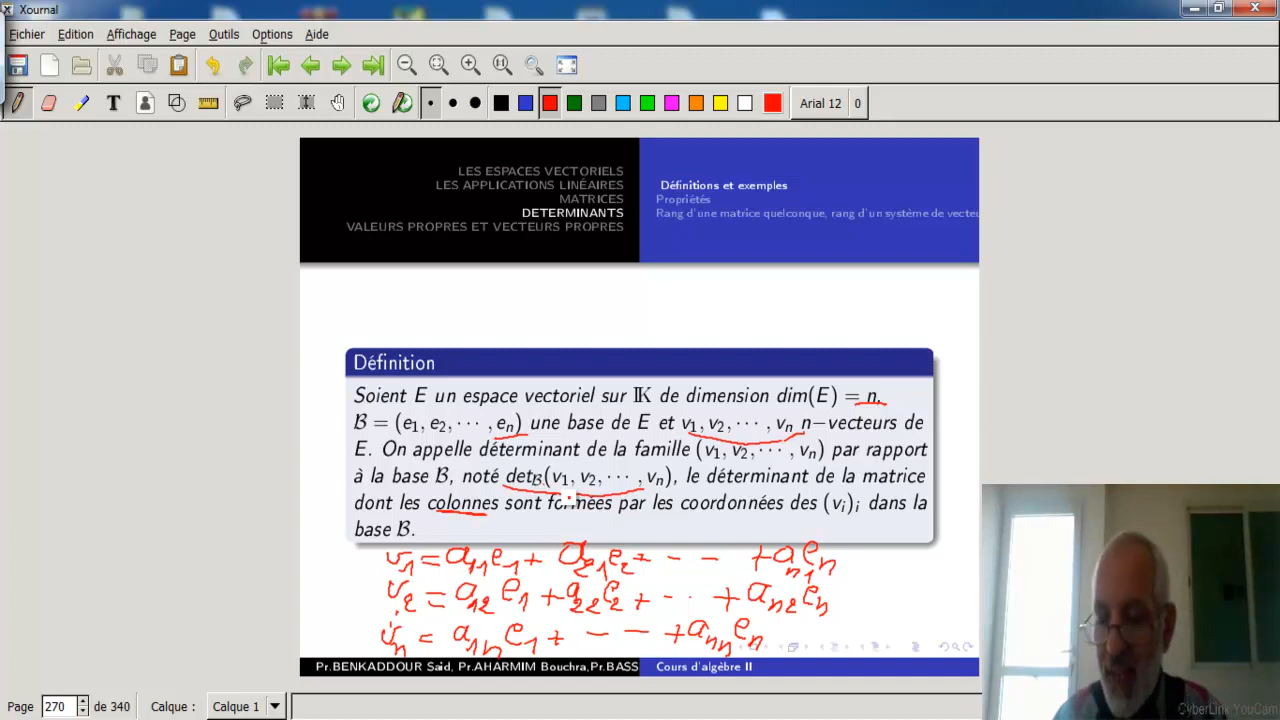 Xournal
Fichier Edition Affichage Page Outils Options Aide
T Arial 12 0
LES ESPACES VECTORIELS
LES APPLICATIONS LINÉAIRES
MATRICES
DETERMINANTS
VALEURS PROPRES ET VECTEURS PROPRES
Définitions et exemples
Propriétés
Rang d'une matrice quelconque, rang d'un système de vecteu
Définition
Soient E un espace vectoriel sur 𝕂 de dimension dim(E) = n.
B = (e₁, e₂, ⋯ , eₙ) une base de E et v₁, v₂, ⋯ , vₙ n−vecteurs de
E. On appelle déterminant de la famille (v₁, v₂, ⋯ , vₙ) par rapport
à la base B, noté det_B(v₁, v₂, ⋯ , vₙ), le déterminant de la matrice
dont les colonnes sont formées par les coordonnées des (vᵢ)ᵢ dans la
base B.
v₁ = a₁₁e₁ + a₂₁e₂ + - - + aₙ₁eₙ
v₂ = a₁₂e₁ + a₂₂e₂ + ·· + aₙ₂eₙ
vₙ = a₁ₙe₁ + - - + aₙₙeₙ
Pr.BENKADDOUR Said, Pr.AHARMIM Bouchra,Pr.BASS
Cours d'algèbre II
CyberLink YouCam
Page 270 de 340 Calque : Calque 1